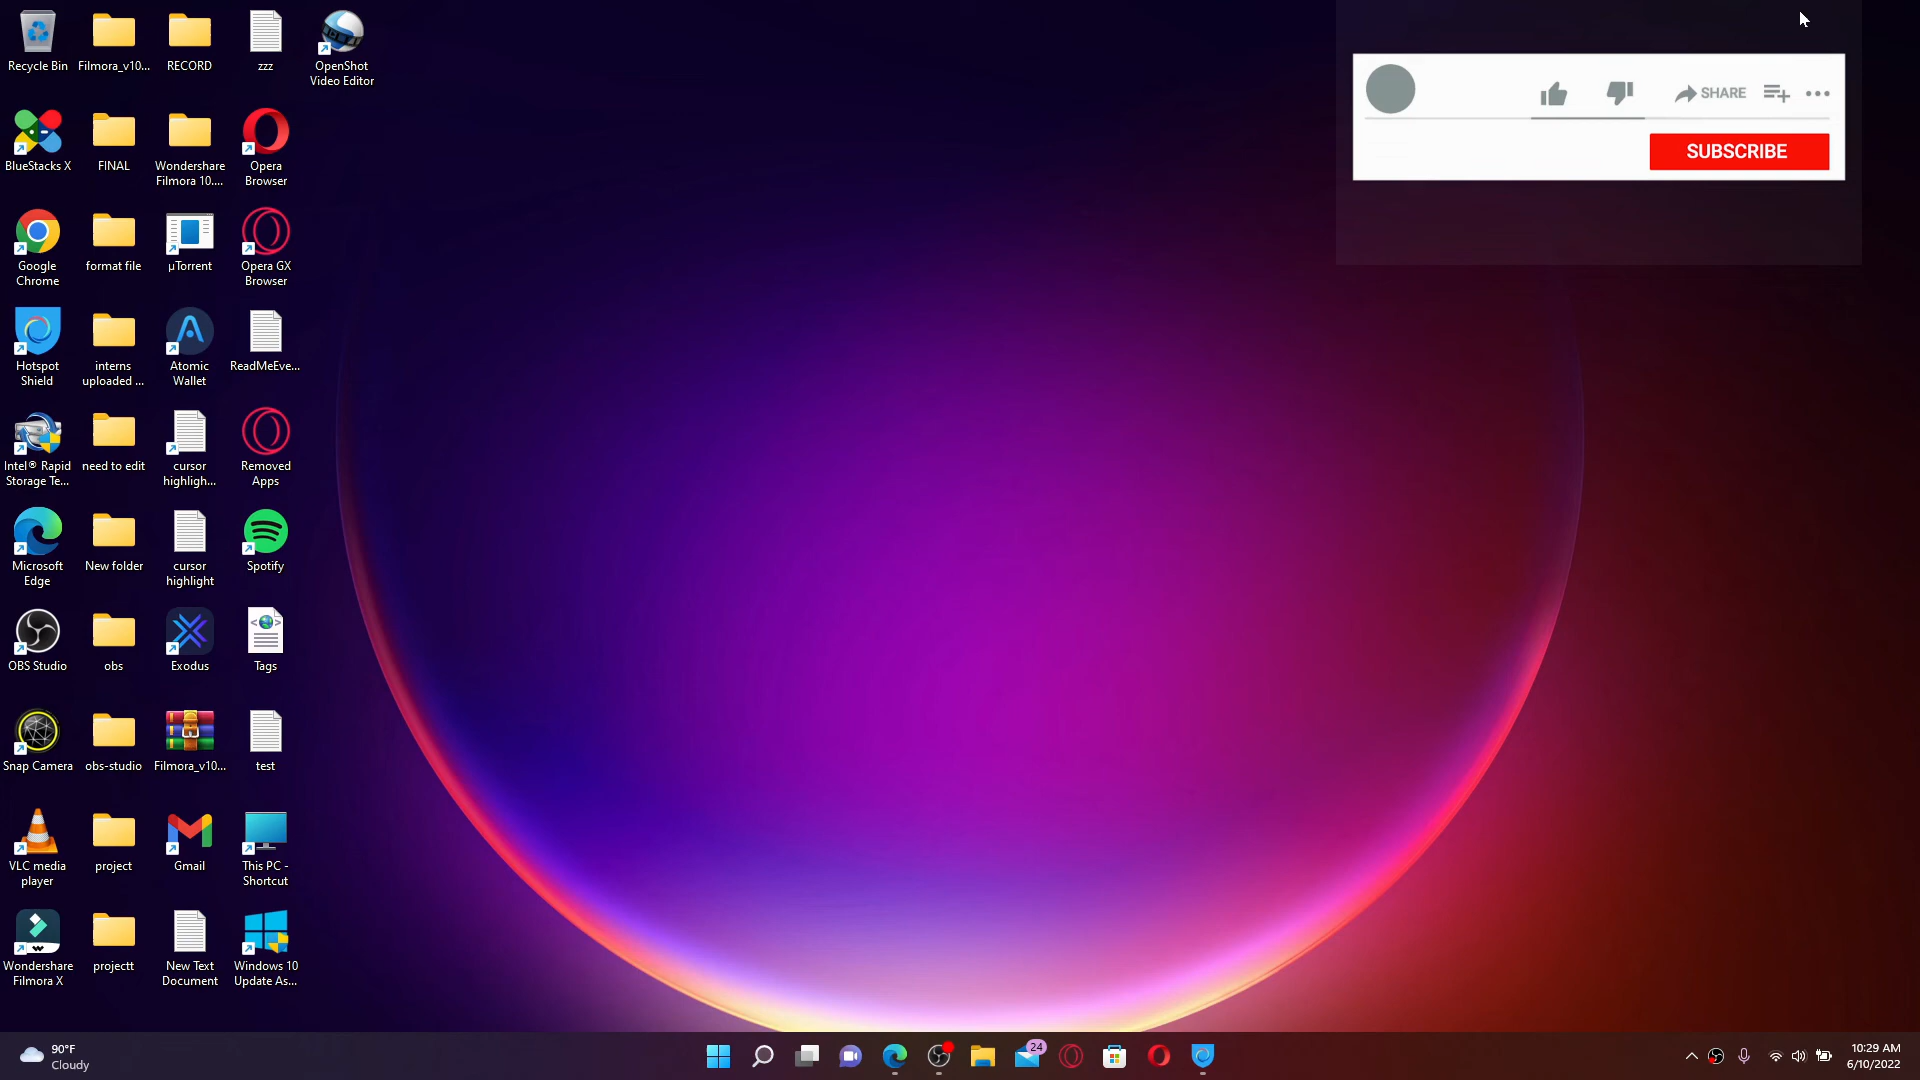 Recycle Bin
Filmora_v10...
RECORD
zzz
OpenShot
Video Editor
BlueStacks X
FINAL
Wondershare
Filmora 10....
Opera
Browser
Google
Chrome
format file
µTorrent
Opera GX
Browser
Hotspot
Shield
interns
uploaded ...
Atomic
Wallet
ReadMeEve...
Intel® Rapid
Storage Te...
need to edit
cursor
highligh...
Removed
Apps
Microsoft
Edge
New folder
cursor
highlight
Spotify
OBS Studio
obs
Exodus
Tags
Snap Camera
obs-studio
Filmora_v10...
test
VLC media
player
project
Gmail
This PC -
Shortcut
Wondershare
Filmora X
projectt
New Text
Document
Windows 10
Update As...
SHARE
SUBSCRIBE
90°F
Cloudy
24
10:29 AM
6/10/2022